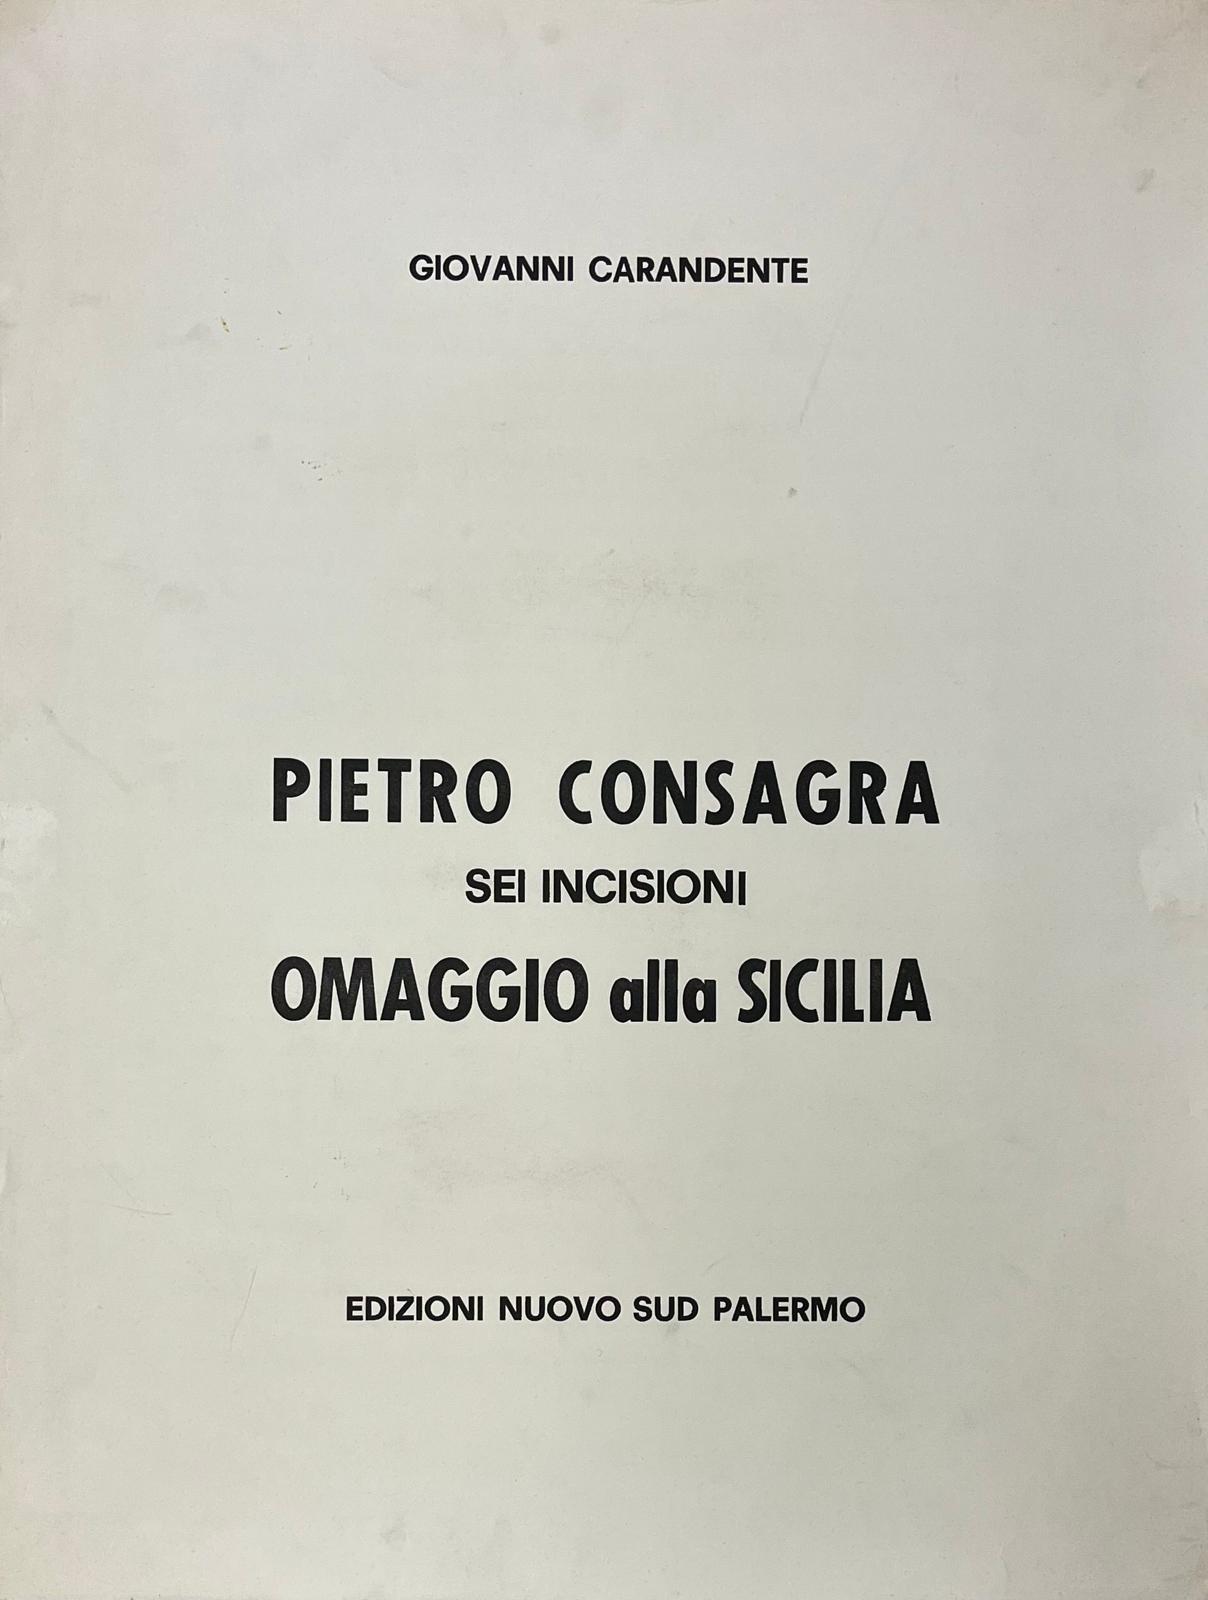 GIOVANNI CARANDENTE
PIETRO CONSAGRA
SEI INCISIONI
OMAGGIO alla SICILIA
EDIZIONI NUOVO SUD PALERMO